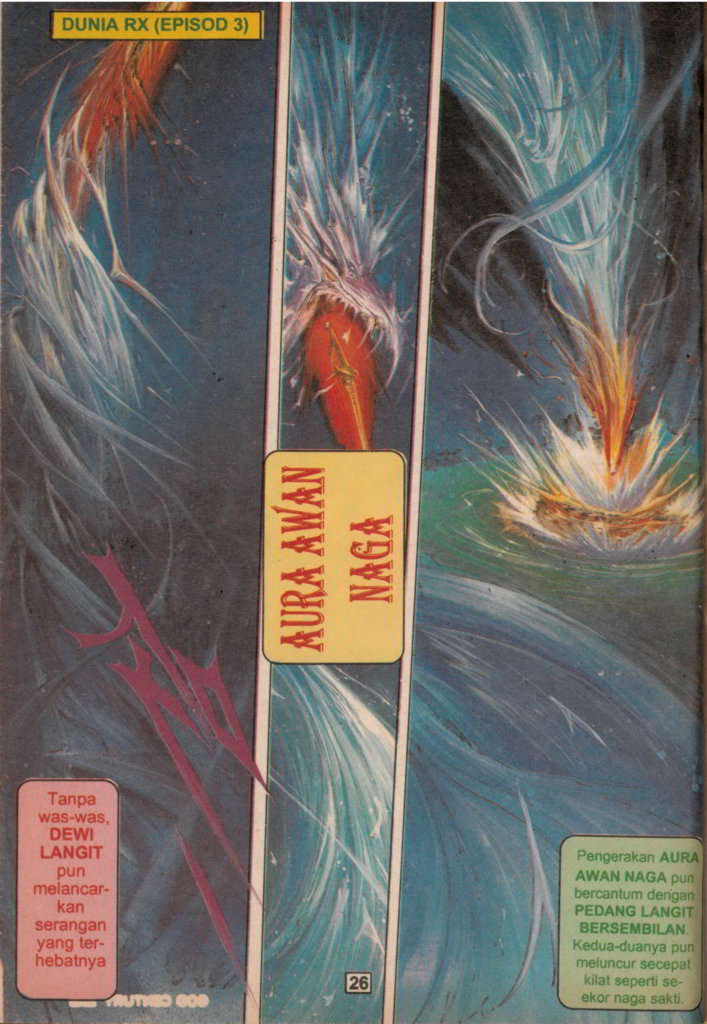 DUNIA RX (EPISOD 3)
AURA AWAN
NAGA
Tanpa
was-was,
DEWI
LANGIT
pun
melancar-
kan
serangan
yang ter-
hebatnya
Pengerakan AURA
AWAN NAGA pun
bercantum dengan
PEDANG LANGIT
BERSEMBILAN.
Kedua-duanya pun
meluncur secepat
kilat seperti se-
ekor naga sakti.
26